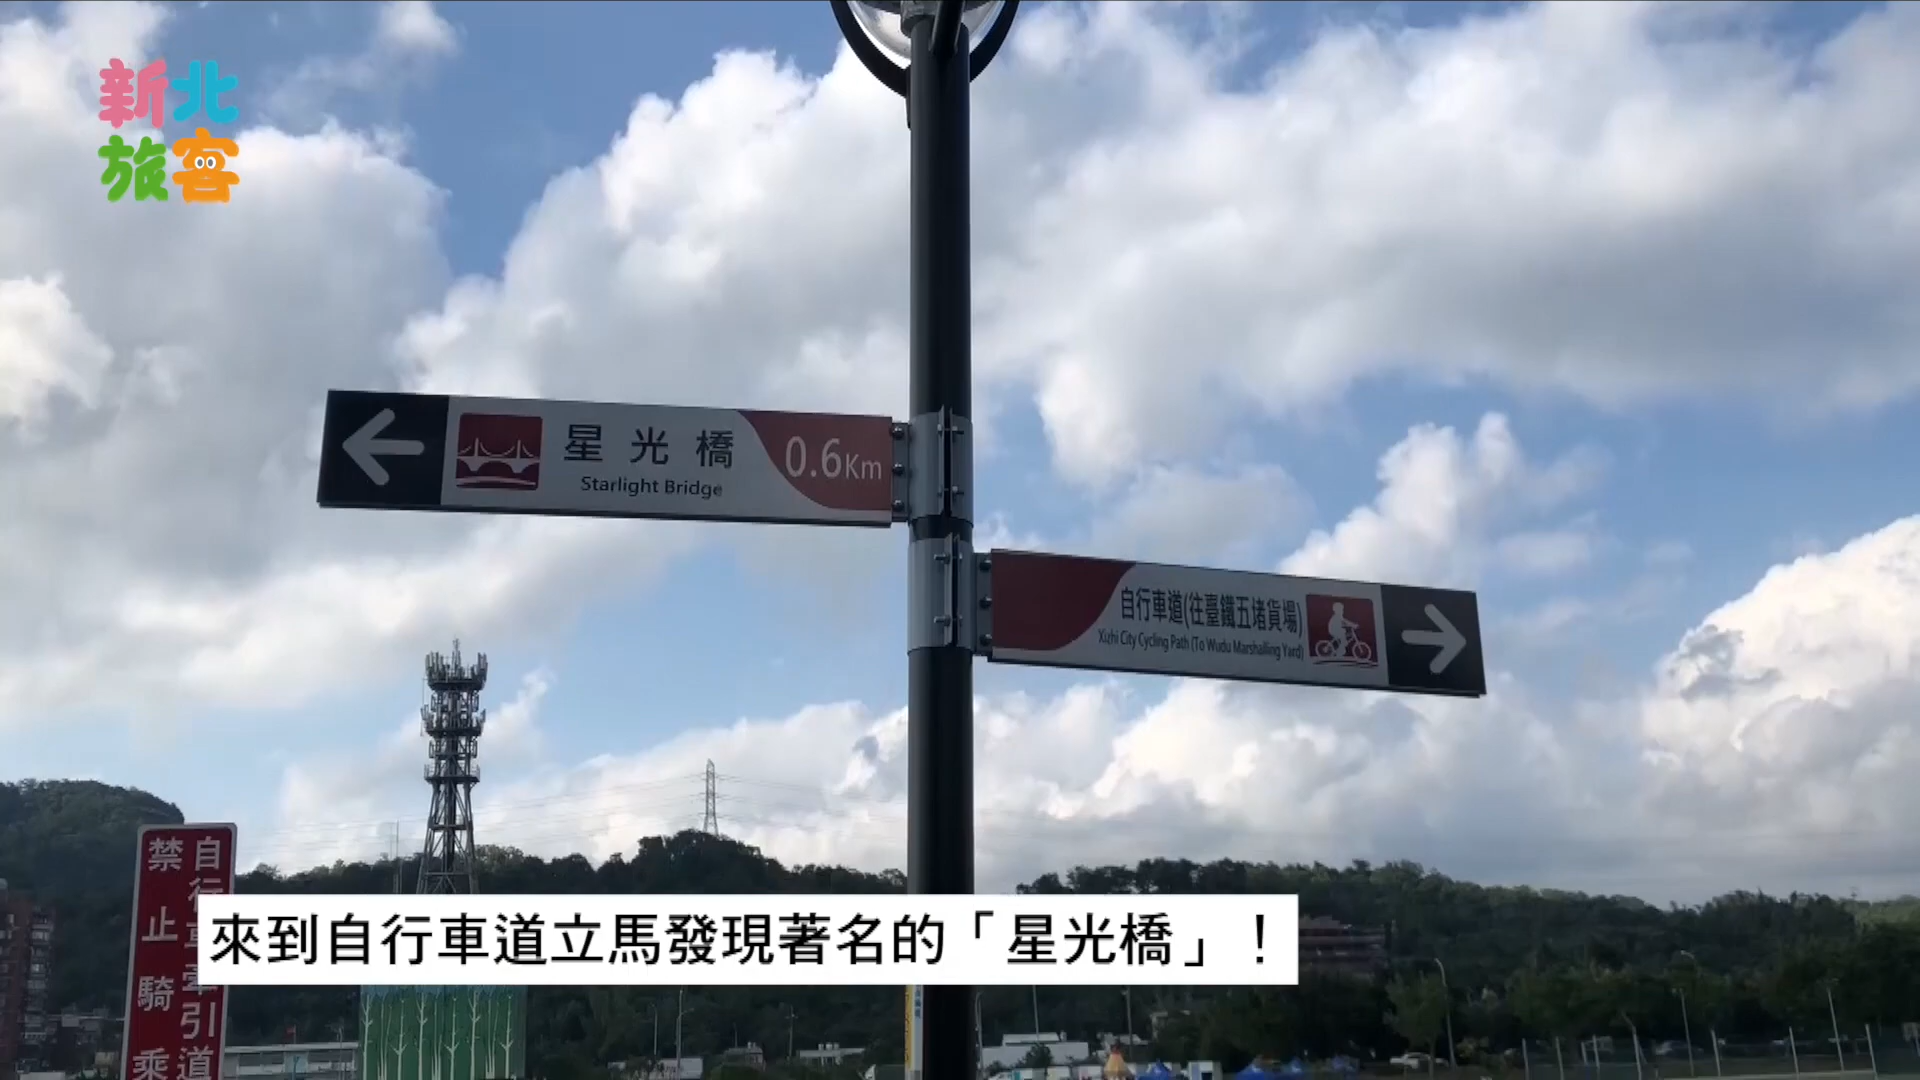 新北
旅客
星光橋
Starlight Bridge
0.6Km
自行車道(往臺鐵五堵貨場)
Xizhi City Cycling Path (To Wudu Marshalling Yard)
自行車牽引道
禁止騎乘
來到自行車道立馬發現著名的「星光橋」！